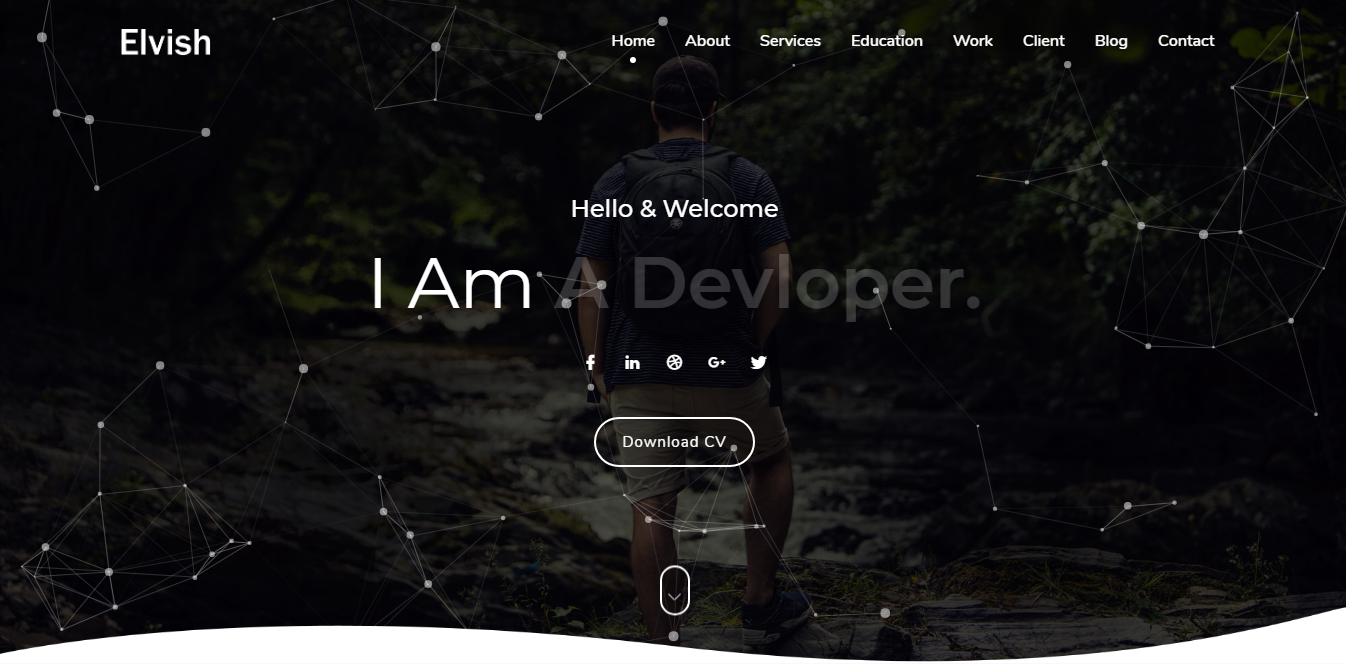 Elvish
Home About Services Education Work Client Blog Contact
Hello & Welcome
I Am A Devloper.
Download CV